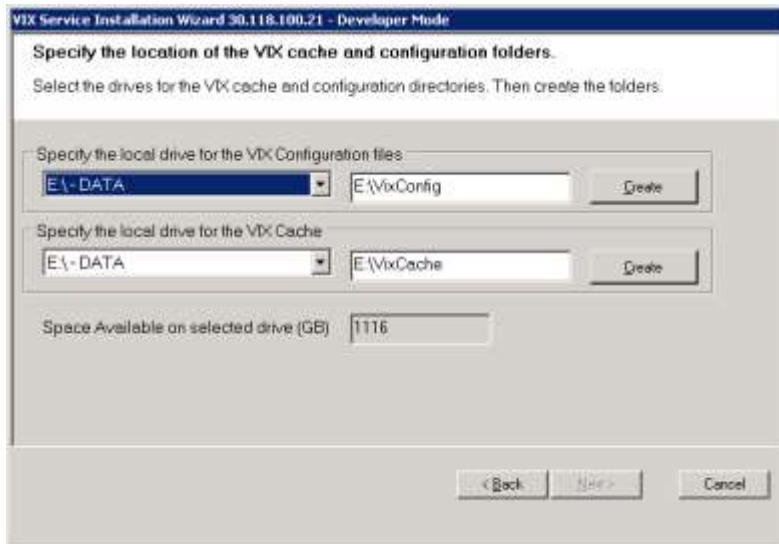 VIX Service Installation Wizard 30.118.100.21 - Developer Mode
Specify the location of the VIX cache and configuration folders.
Select the drives for the VIX cache and configuration directories. Then create the folders.
Specify the local drive for the VIX Configuration files
E:\ - DATA E:\VixConfig Create
Specify the local drive for the VIX Cache
E:\ - DATA E:\VixCache Create
Space Available on selected drive (GB) 1116
< Back Next > Cancel